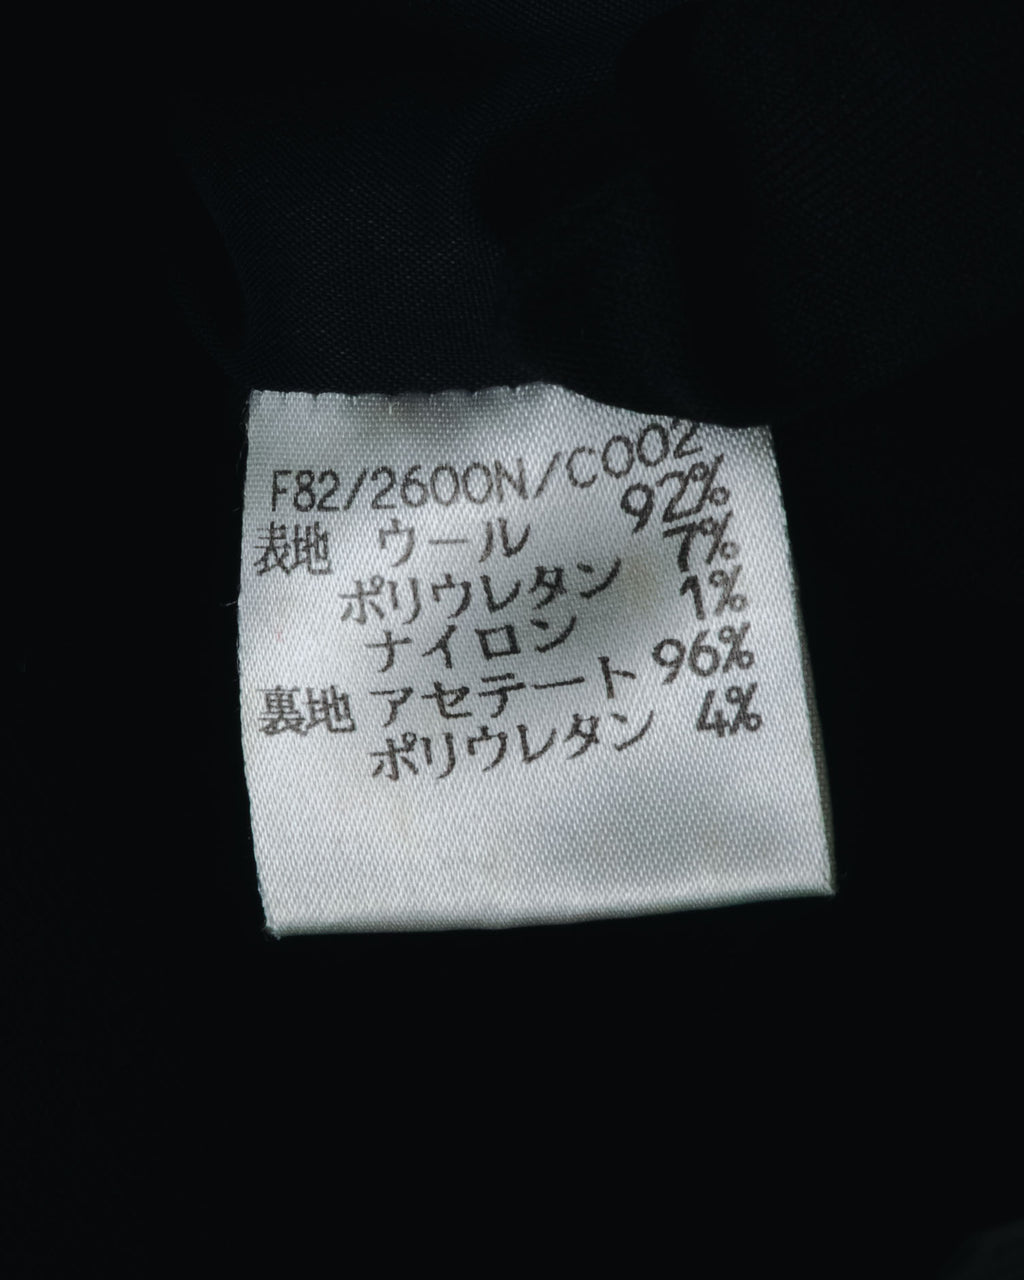 F82/2600N/C002
表地 ウール 92%
ポリウレタン 7%
ナイロン 1%
裏地 アセテート 96%
ポリウレタン 4%